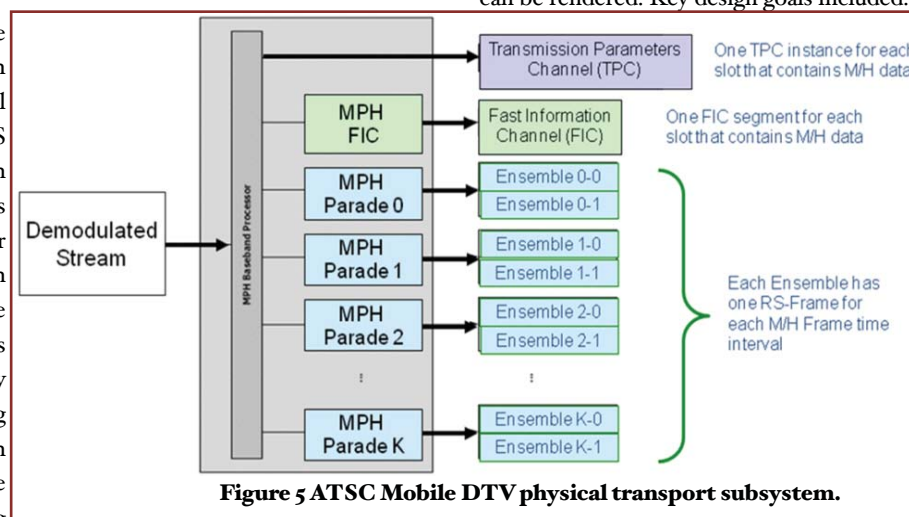 can be rendered. Key design goals included:
Transmission Parameters
Channel (TPC)
One TPC instance for each
slot that contains M/H data
MPH
FIC
Fast Information
Channel (FIC)
One FIC segment for each
slot that contains M/H data
Demodulated
Stream
MPH Baseband Processor
MPH
Parade 0
Ensemble 0-0
Ensemble 0-1
MPH
Parade 1
Ensemble 1-0
Ensemble 1-1
MPH
Parade 2
Ensemble 2-0
Ensemble 2-1
Each Ensemble has
one RS-Frame for
each M/H Frame time
interval
MPH
Parade K
Ensemble K-0
Ensemble K-1
Figure 5 ATSC Mobile DTV physical transport subsystem.